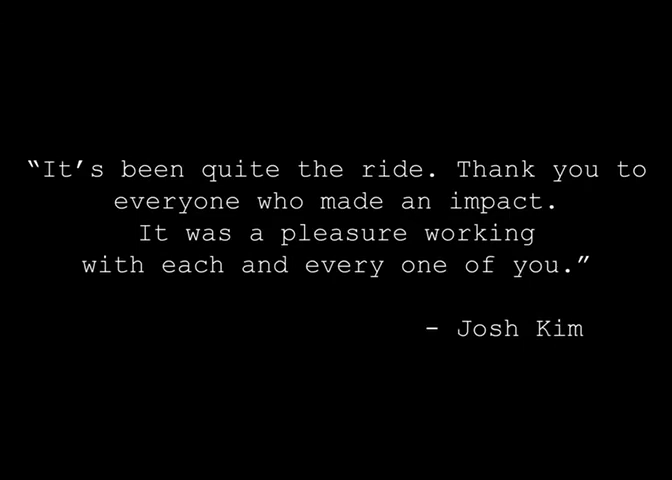 “It’s been quite the ride. Thank you to
everyone who made an impact.
It was a pleasure working
with each and every one of you.”
- Josh Kim